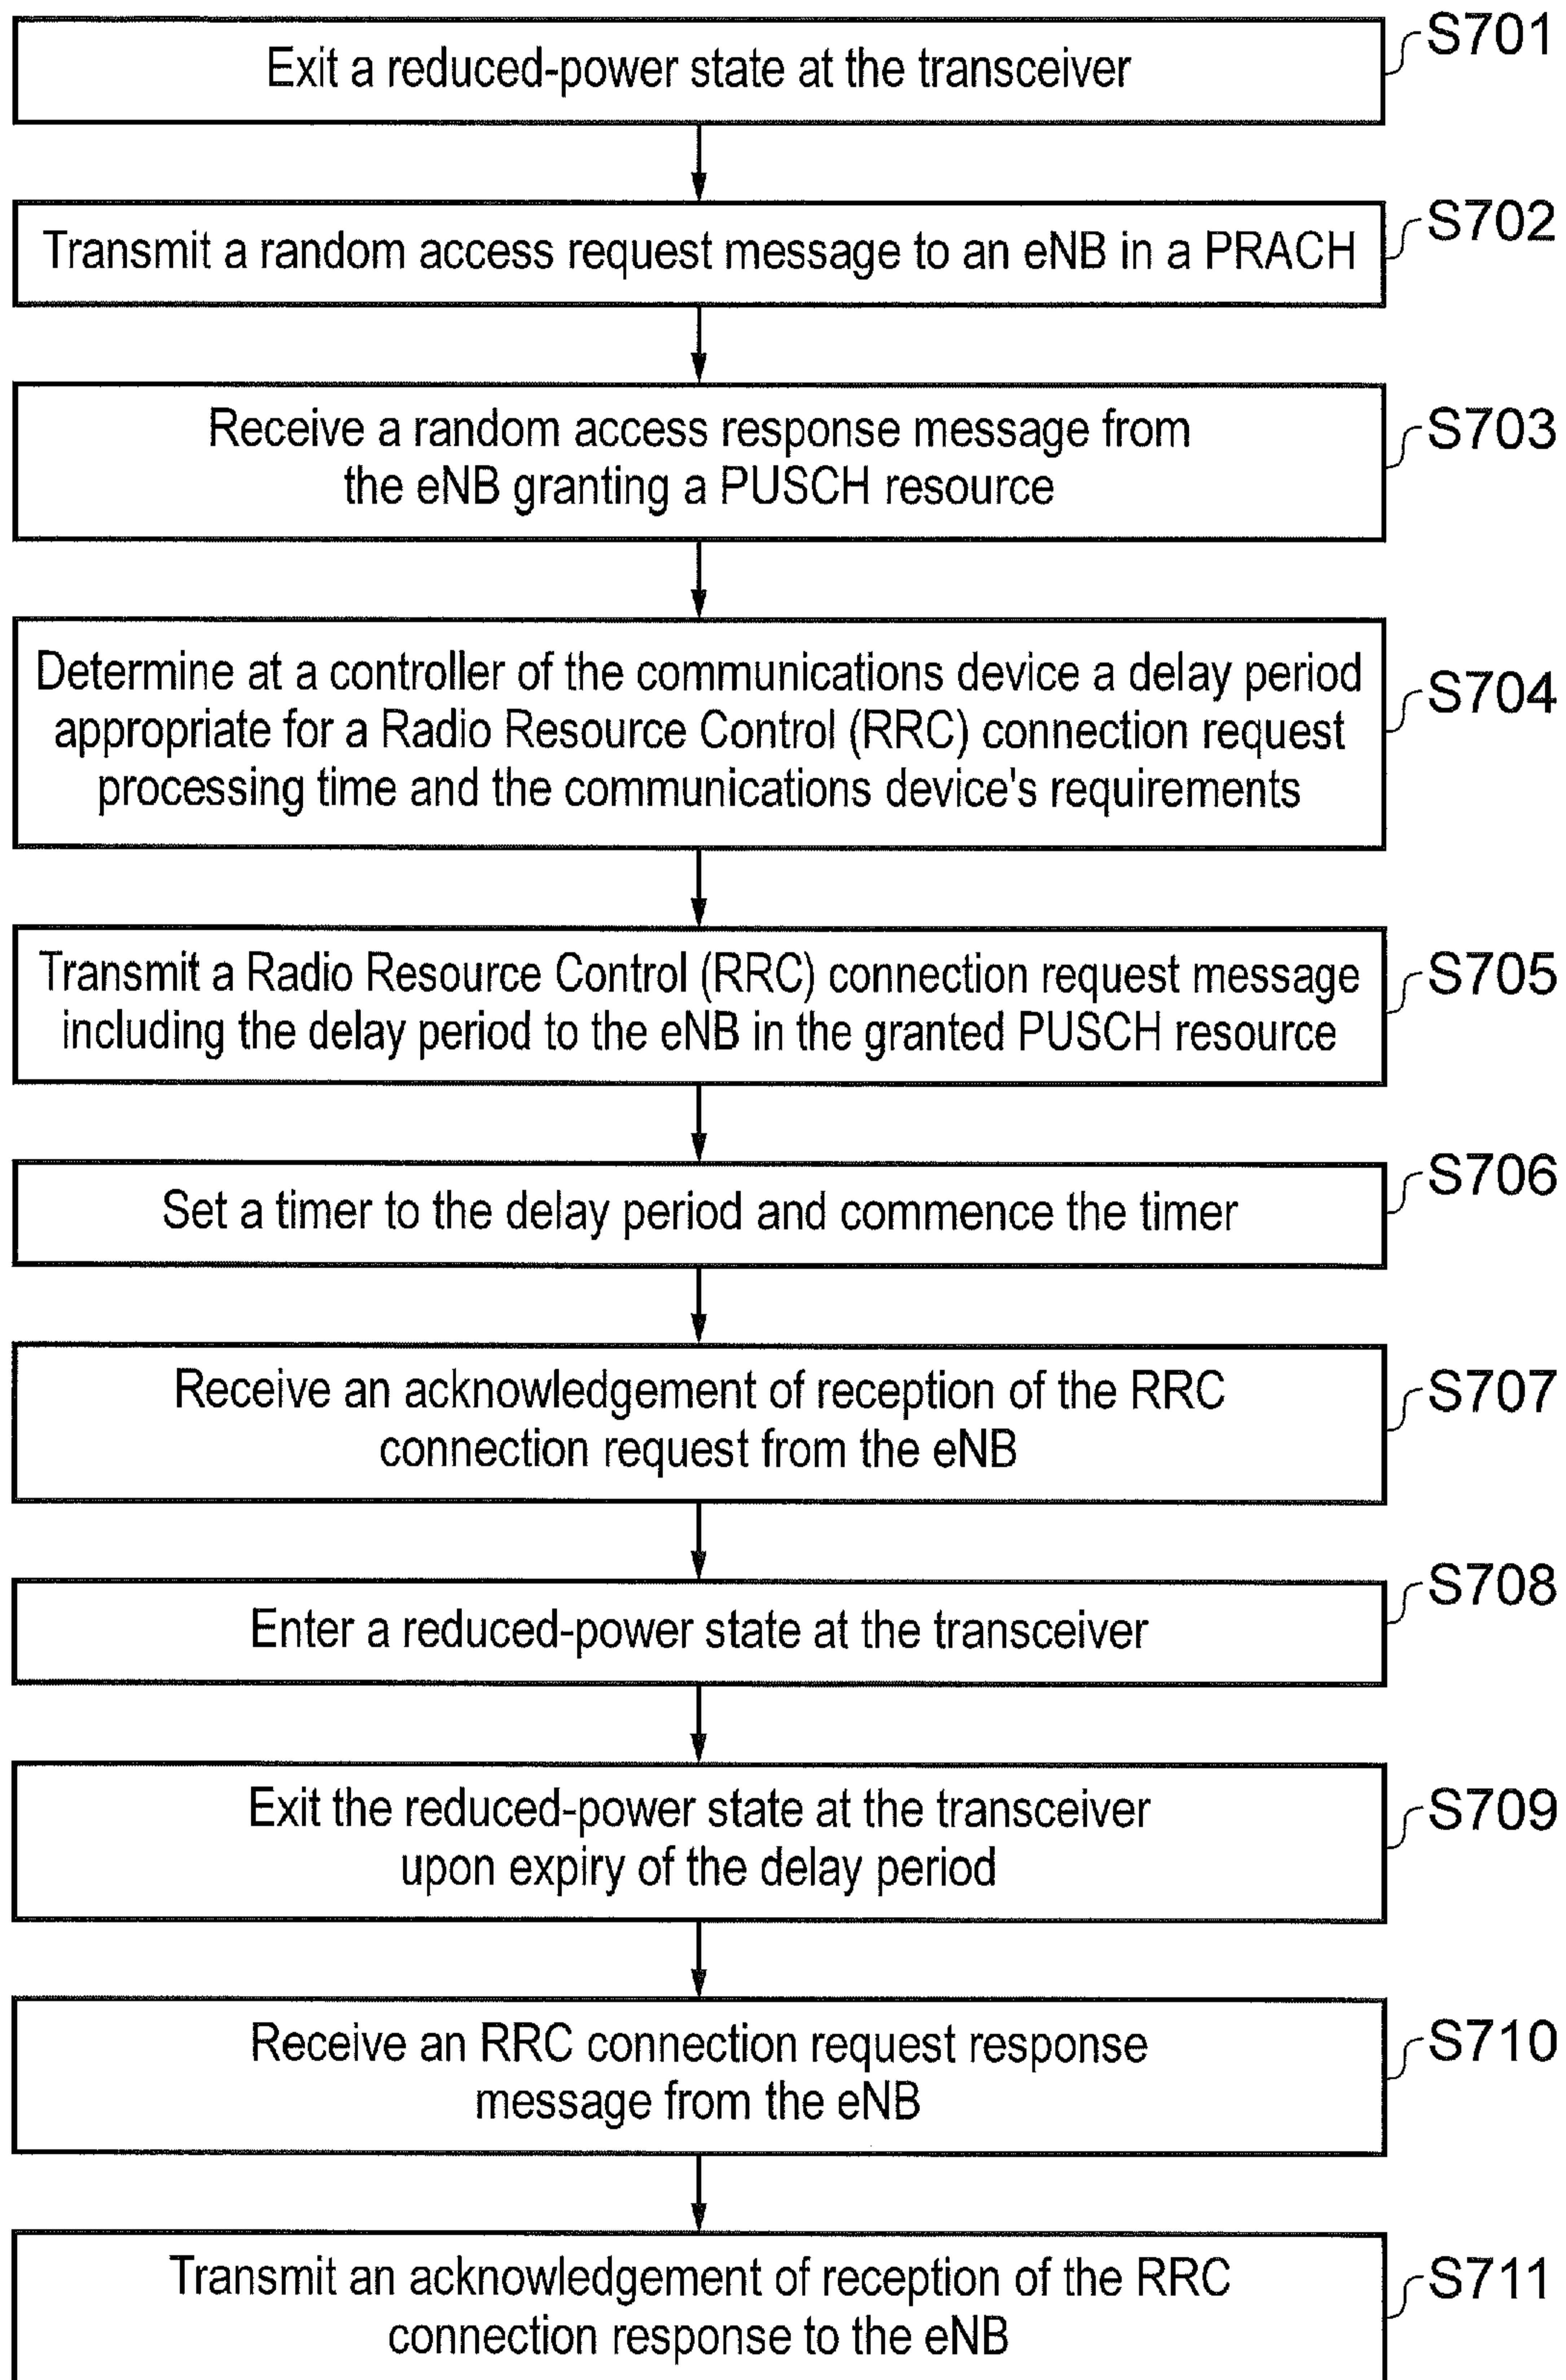 Exit a reduced-power state at the transceiver
S701
Transmit a random access request message to an eNB in a PRACH
S702
Receive a random access response message from
the eNB granting a PUSCH resource
S703
Determine at a controller of the communications device a delay period
appropriate for a Radio Resource Control (RRC) connection request
processing time and the communications device's requirements
S704
Transmit a Radio Resource Control (RRC) connection request message
including the delay period to the eNB in the granted PUSCH resource
S705
Set a timer to the delay period and commence the timer
S706
Receive an acknowledgement of reception of the RRC
connection request from the eNB
S707
Enter a reduced-power state at the transceiver
S708
Exit the reduced-power state at the transceiver
upon expiry of the delay period
S709
Receive an RRC connection request response
message from the eNB
S710
Transmit an acknowledgement of reception of the RRC
connection response to the eNB
S711